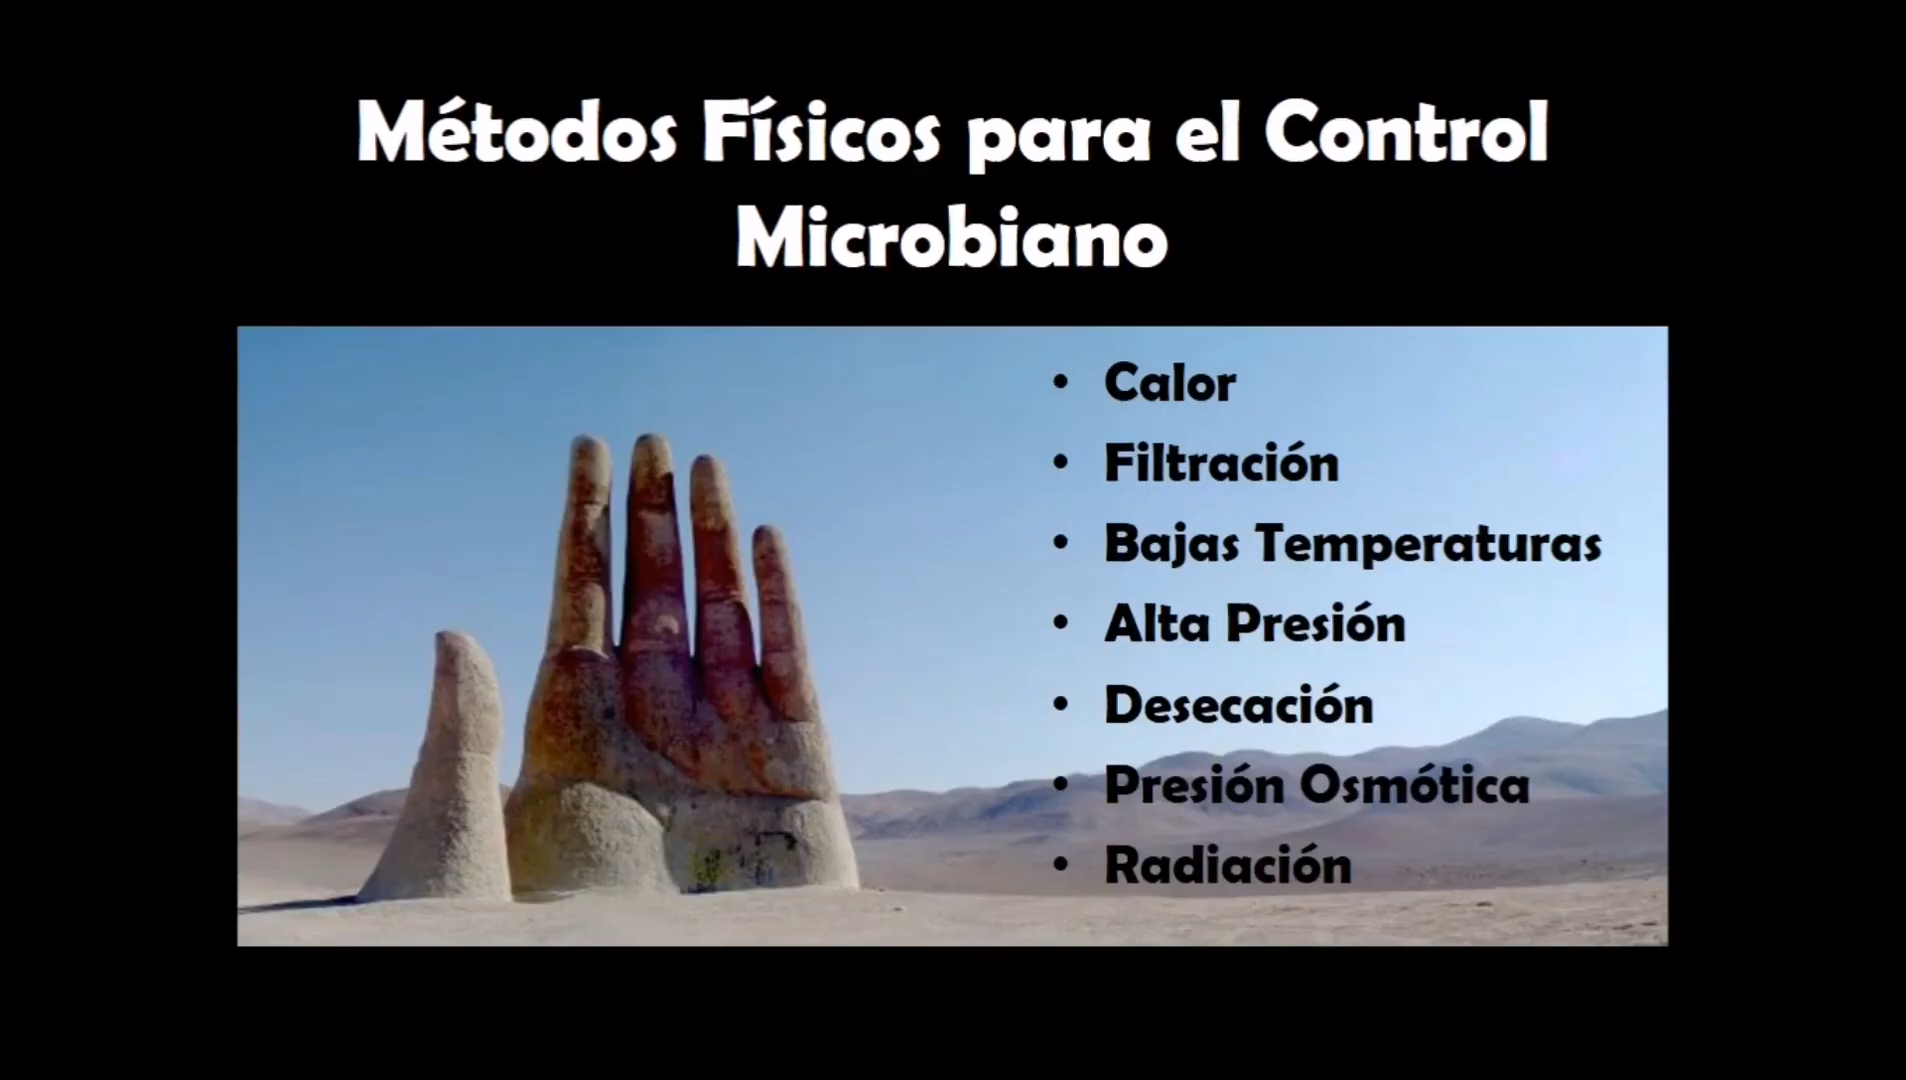 Métodos Físicos para el Control
Microbiano
• Calor
• Filtración
• Bajas Temperaturas
• Alta Presión
• Desecación
• Presión Osmótica
• Radiación